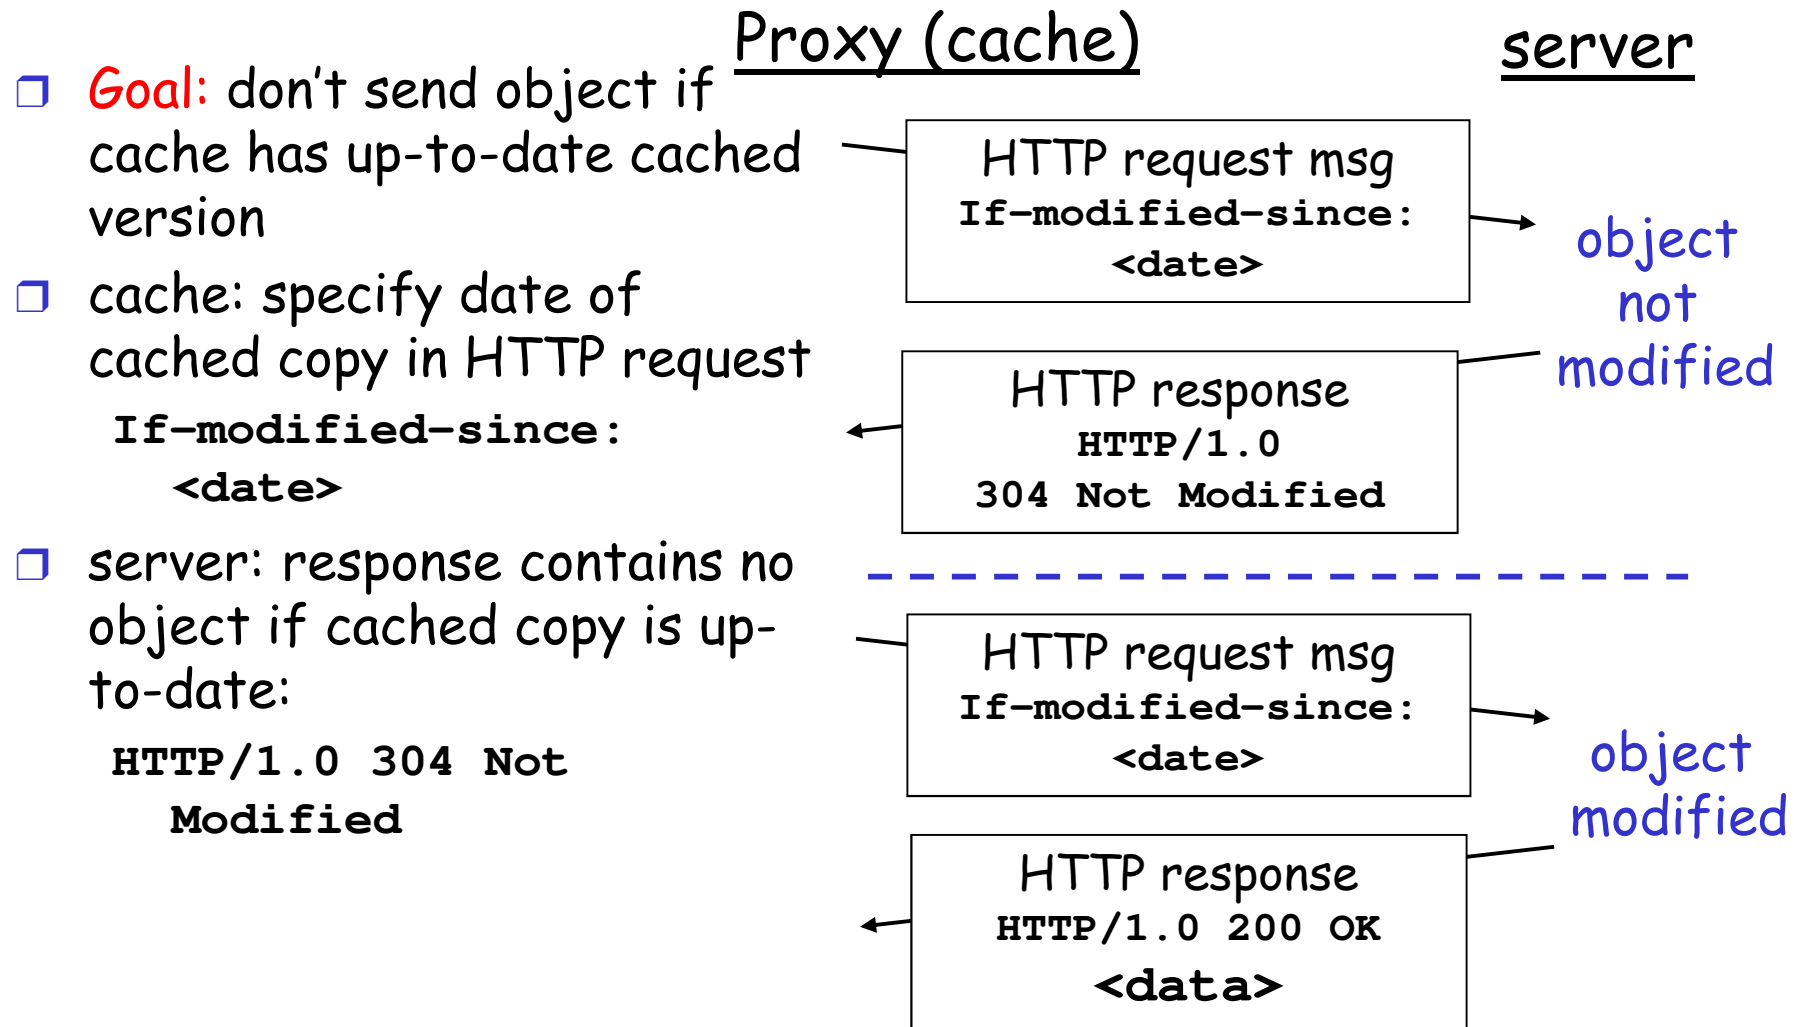 Proxy (cache)
server
Goal: don't send object if
cache has up-to-date cached
version
cache: specify date of
cached copy in HTTP request
If-modified-since:
<date>
server: response contains no
object if cached copy is up-
to-date:
HTTP/1.0 304 Not
Modified
HTTP request msg
If-modified-since:
<date>
object
not
modified
HTTP response
HTTP/1.0
304 Not Modified
HTTP request msg
If-modified-since:
<date>
object
modified
HTTP response
HTTP/1.0 200 OK
<data>